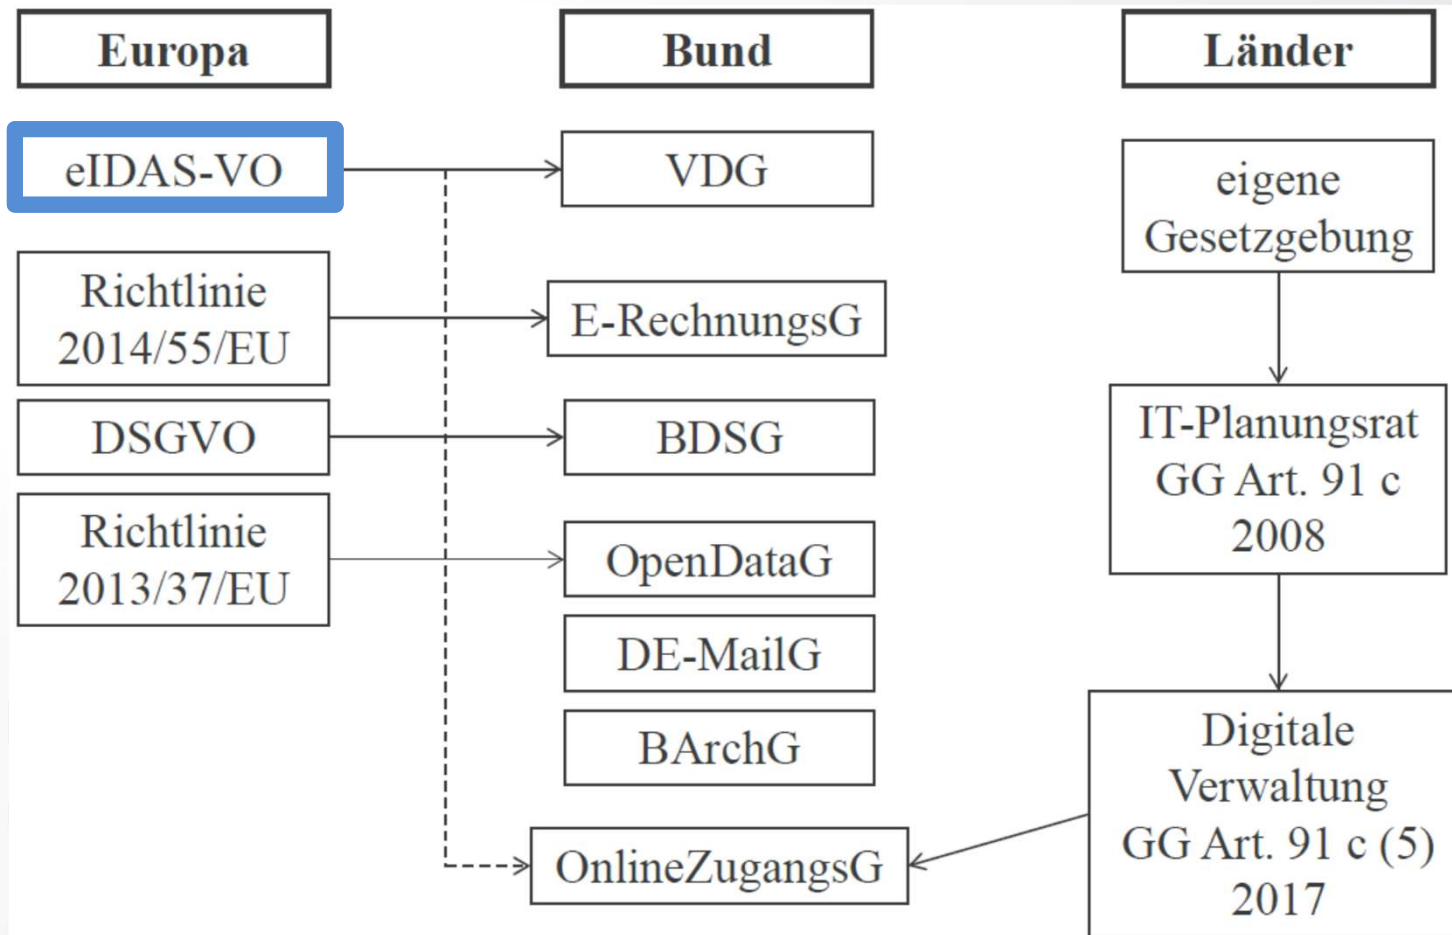 Europa
Bund
Länder
eIDAS-VO
VDG
eigene
Gesetzgebung
Richtlinie
2014/55/EU
E-RechnungsG
DSGVO
BDSG
IT-Planungsrat
GG Art. 91 c
2008
Richtlinie
2013/37/EU
OpenDataG
DE-MailG
BArchG
Digitale
Verwaltung
GG Art. 91 c (5)
2017
OnlineZugangsG